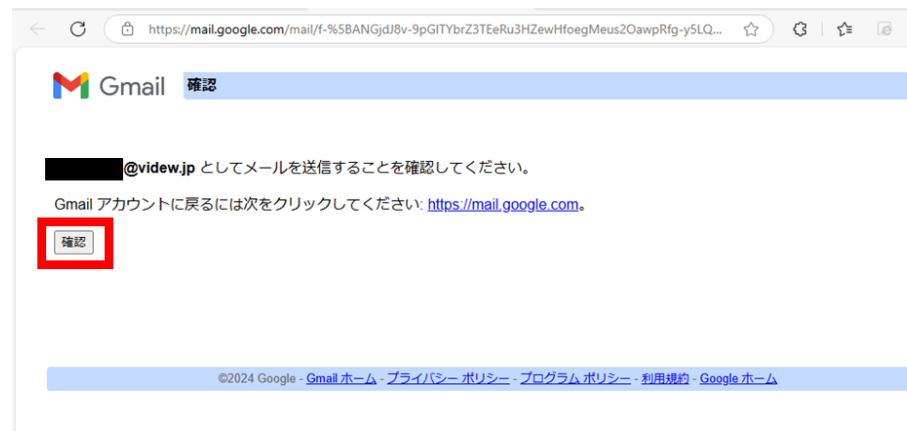 https://mail.google.com/mail/f-%5BANGjdJ8v-9pGITYbrZ3TEeRu3HZewHfoegMeus2OawpRfg-y5LQ...
Gmail 確認
@videw.jp としてメールを送信することを確認してください。
Gmail アカウントに戻るには次をクリックしてください: https://mail.google.com。
確認
©2024 Google - Gmail ホーム - プライバシー ポリシー - プログラム ポリシー - 利用規約 - Google ホーム